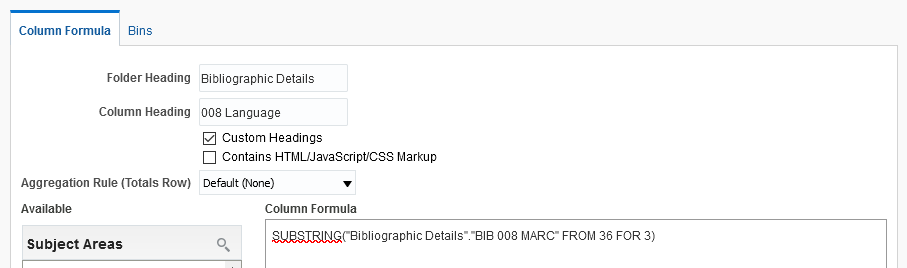 Column Formula Bins
Folder Heading Bibliographic Details
Column Heading 008 Language
Custom Headings
Contains HTML/JavaScript/CSS Markup
Aggregation Rule (Totals Row) Default (None)
Available Column Formula
Subject Areas
SUBSTRING("Bibliographic Details"."BIB 008 MARC" FROM 36 FOR 3)